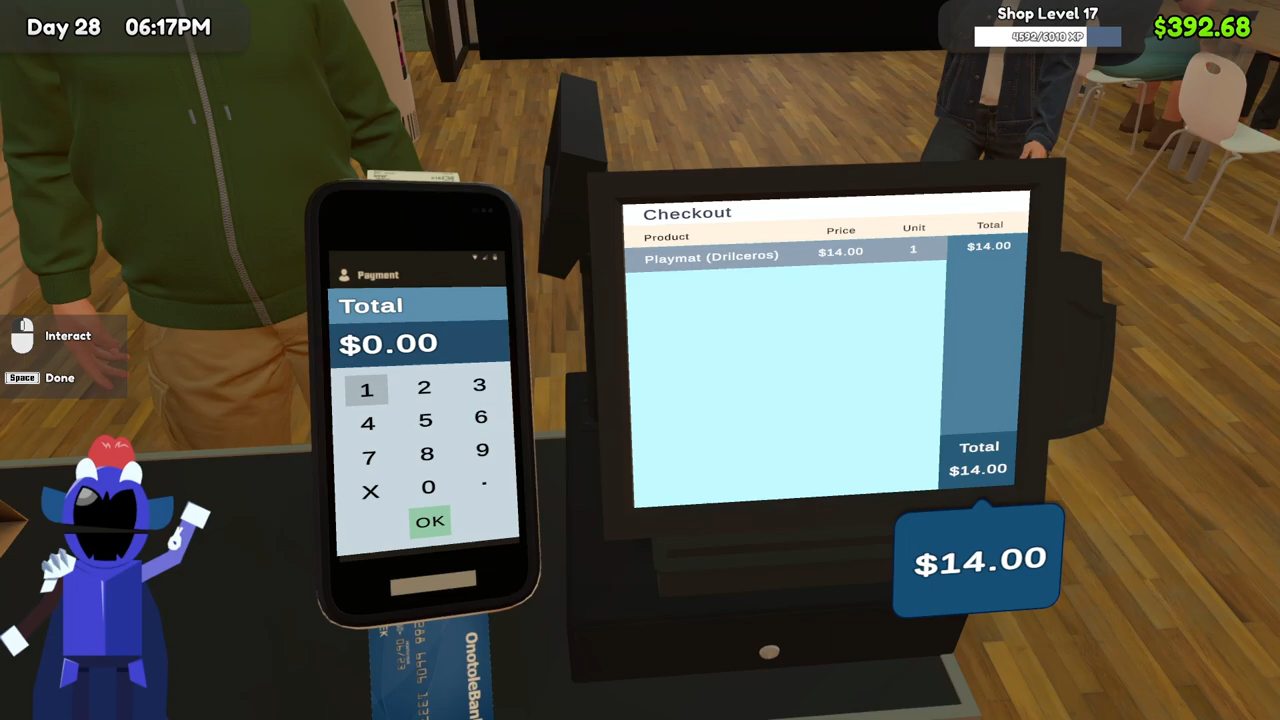 Day 28 06:17PM
Shop Level 17
4592/6010 XP
$392.68
Interact
Space Done
Payment
Total
$0.00
1 2 3
4 5 6
7 8 9
X 0 .
OK
Checkout
Product Price Unit Total
Playmat (Drilceros) $14.00 1 $14.00
Total
$14.00
$14.00
OnotoleBank